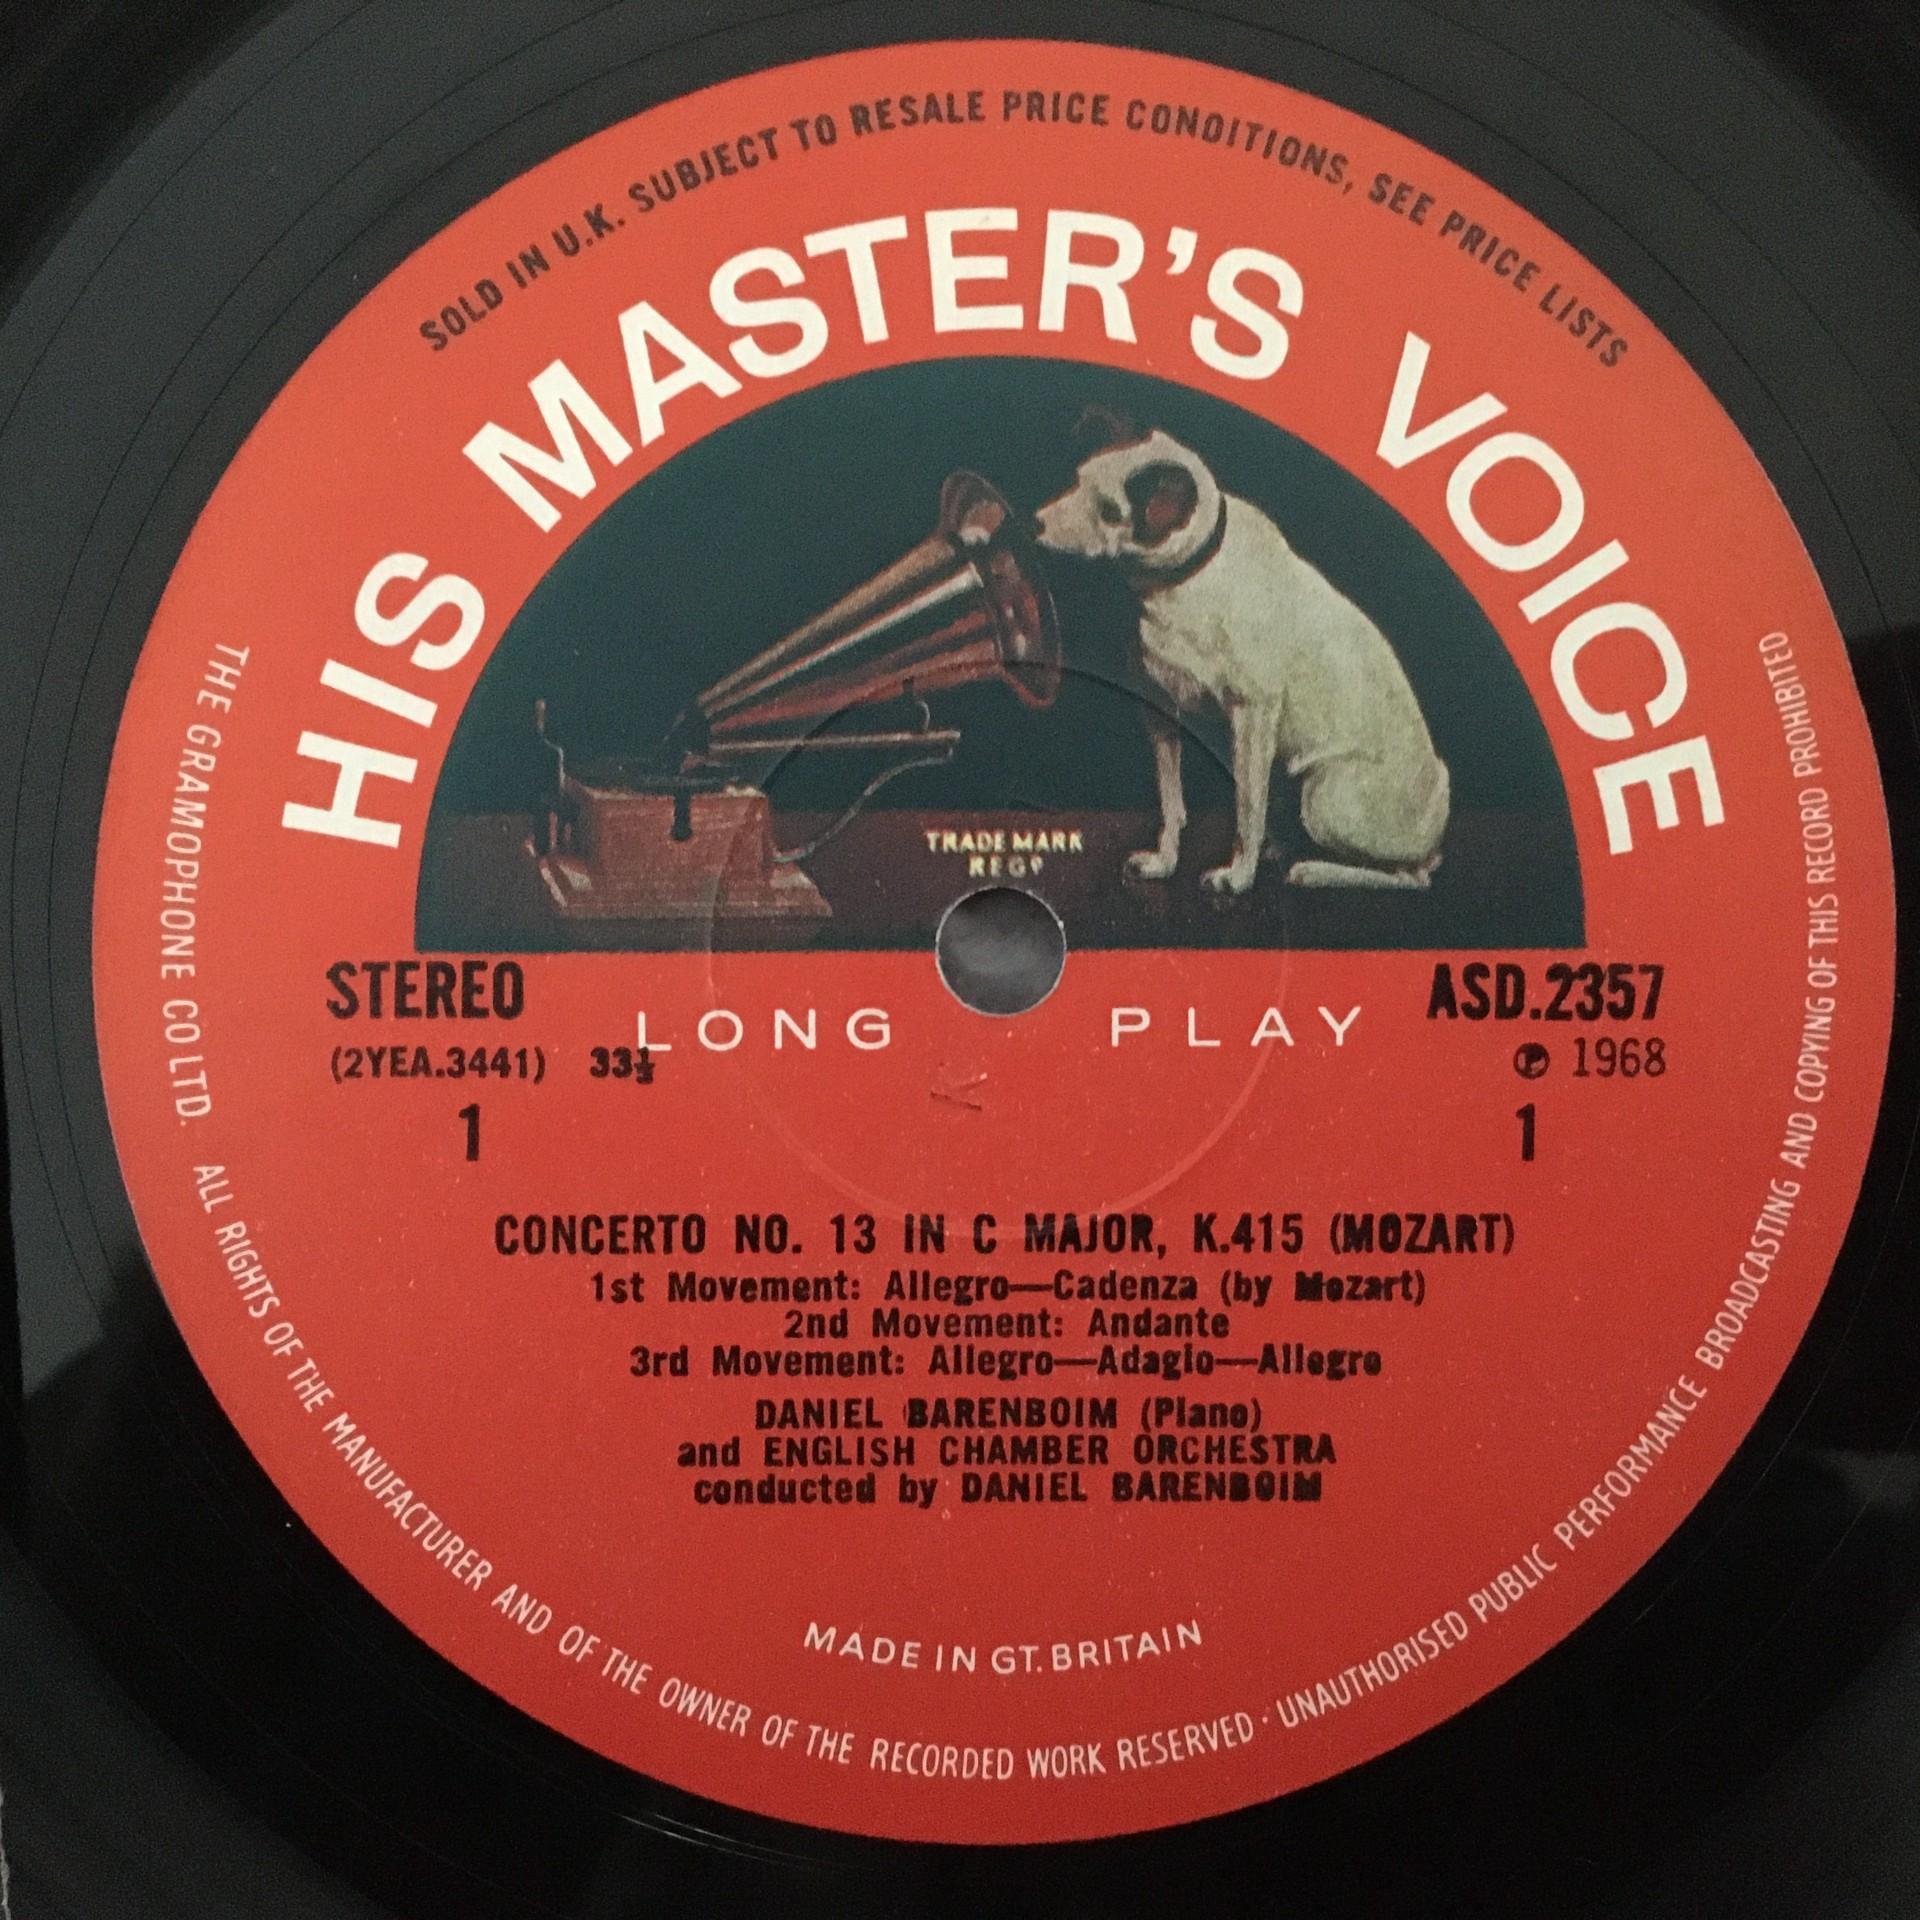 SOLD IN U.K. SUBJECT TO RESALE PRICE CONDITIONS, SEE PRICE LISTS
HIS MASTER'S VOICE
TRADE MARK
REGD
STEREO
ASD.2357
LONG PLAY
(2YEA.3441) 33⅓
℗ 1968
1
1
K
CONCERTO NO. 13 IN C MAJOR, K.415 (MOZART)
1st Movement: Allegro—Cadenza (by Mozart)
2nd Movement: Andante
3rd Movement: Allegro—Adagio—Allegro
DANIEL BARENBOIM (Piano)
and ENGLISH CHAMBER ORCHESTRA
conducted by DANIEL BARENBOIM
MADE IN GT. BRITAIN
THE GRAMOPHONE CO LTD. ALL RIGHTS OF THE MANUFACTURER AND OF THE OWNER OF THE RECORDED WORK RESERVED · UNAUTHORISED PUBLIC PERFORMANCE BROADCASTING AND COPYING OF THIS RECORD PROHIBITED